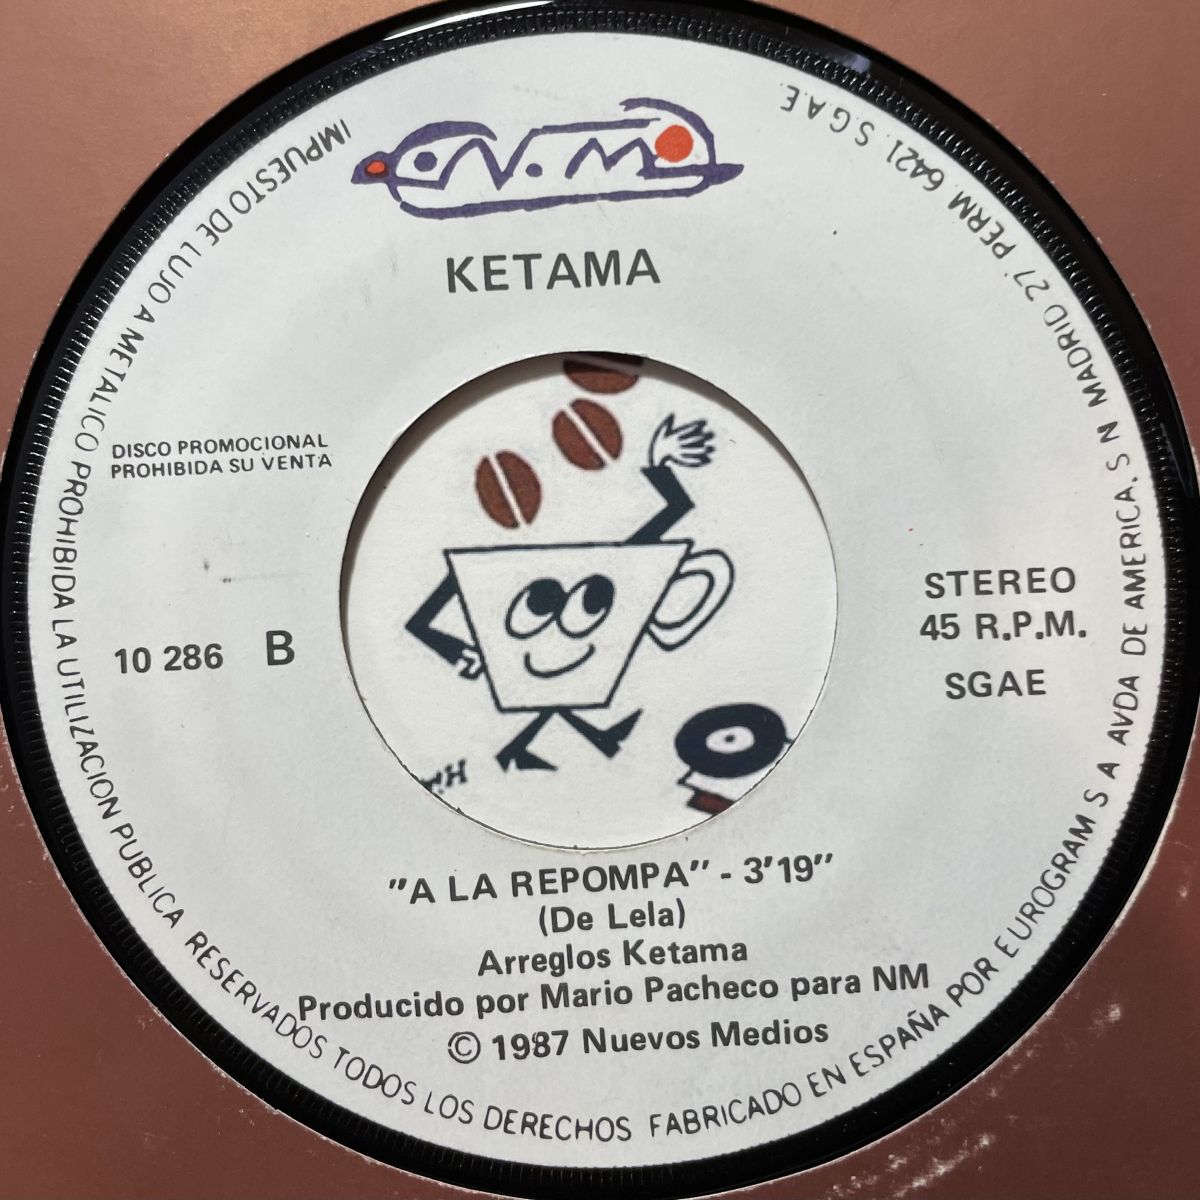 N.M
KETAMA
DISCO PROMOCIONAL
PROHIBIDA SU VENTA
10 286 B
STEREO
45 R.P.M.
SGAE
"A LA REPOMPA" - 3'19"
(De Lela)
Arreglos Ketama
Producido por Mario Pacheco para NM
© 1987 Nuevos Medios
IMPUESTO DE LUJO A METALICO PROHIBIDA LA UTILIZACION PUBLICA RESERVADOS TODOS LOS DERECHOS FABRICADO EN ESPAÑA POR EUROGRAM S A AVDA DE AMERICA. S N MADRID 27 PERM. 6421. S.G.A.E.